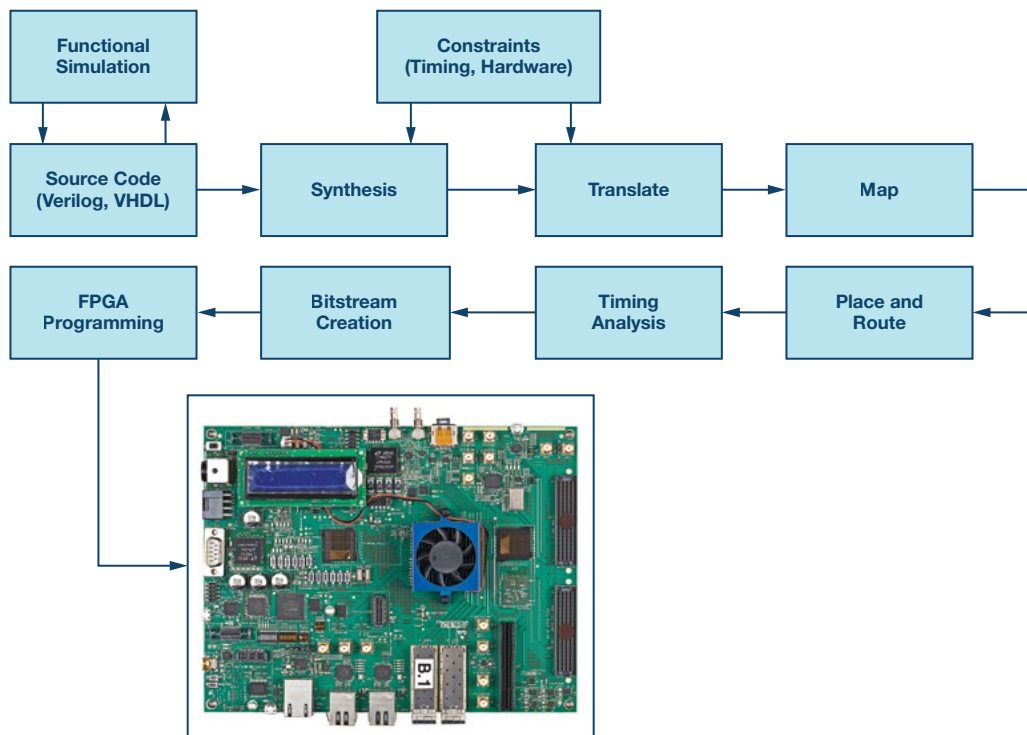 Functional
Simulation
Constraints
(Timing, Hardware)
Source Code
(Verilog, VHDL)
Synthesis
Translate
Map
FPGA
Programming
Bitstream
Creation
Timing
Analysis
Place and
Route
B.1